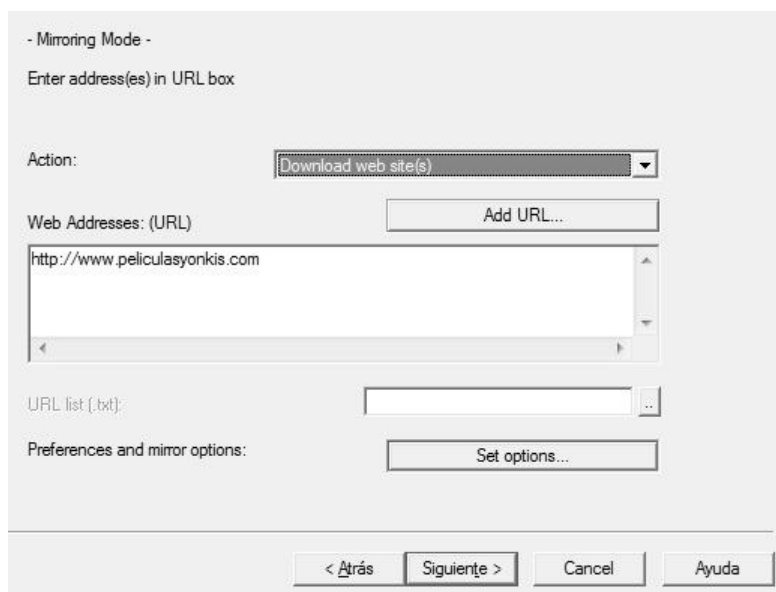 - Mirroring Mode -
Enter address(es) in URL box
Action:
Download web site(s)
Web Addresses: (URL)
Add URL...
http://www.peliculasyonkis.com
URL list (.txt):
..
Preferences and mirror options:
Set options...
< Atrás
Siguiente >
Cancel
Ayuda